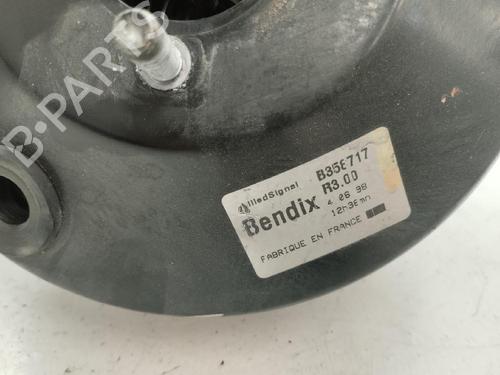 B-PARTS
AlliedSignal B356717
Bendix R3.00
4 06 98
12h36mn
FABRIQUE EN FRANCE